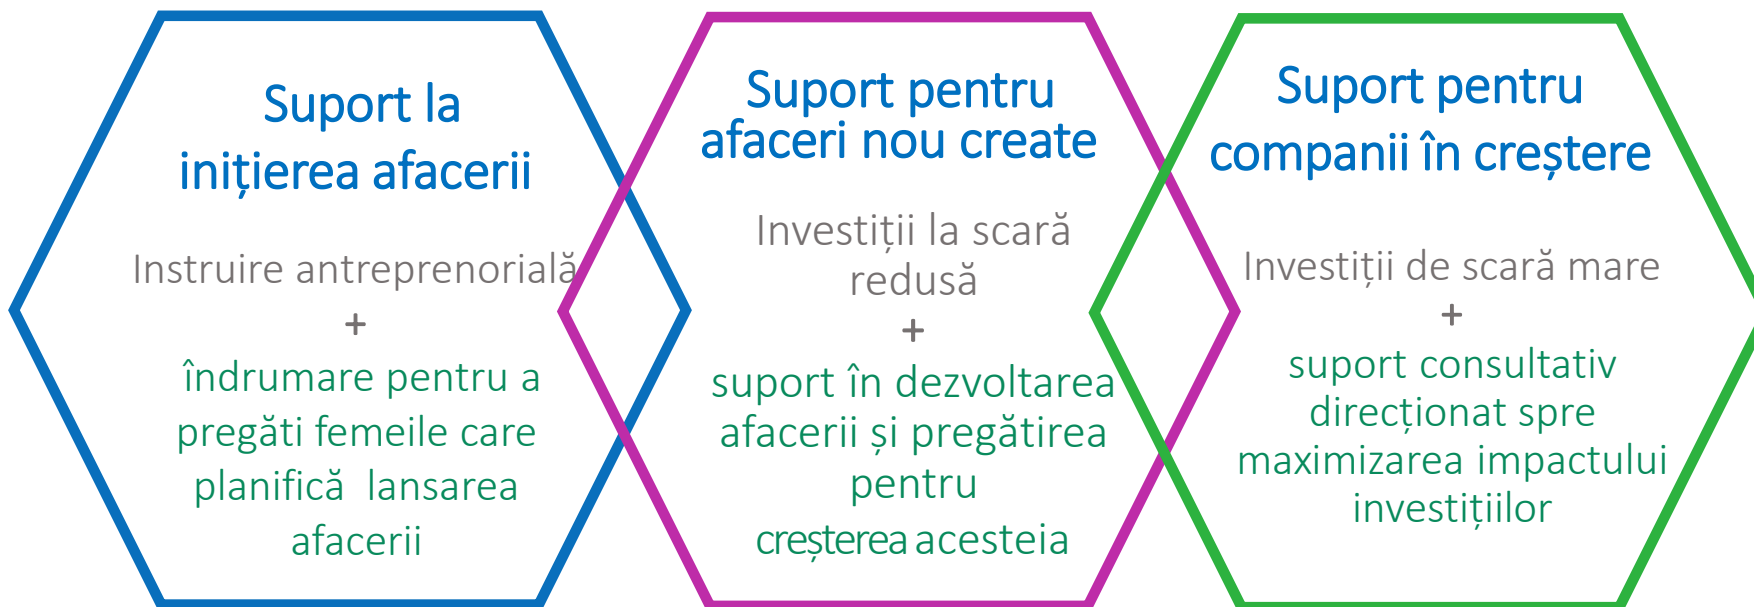 Suport la
inițierea afacerii
Instruire antreprenorială
+
îndrumare pentru a
pregăti femeile care
planifică lansarea
afacerii
Suport pentru
afaceri nou create
Investiții la scară
redusă
+
suport în dezvoltarea
afacerii și pregătirea
pentru
creșterea acesteia
Suport pentru
companii în creștere
Investiții de scară mare
+
suport consultativ
direcționat spre
maximizarea impactului
investițiilor